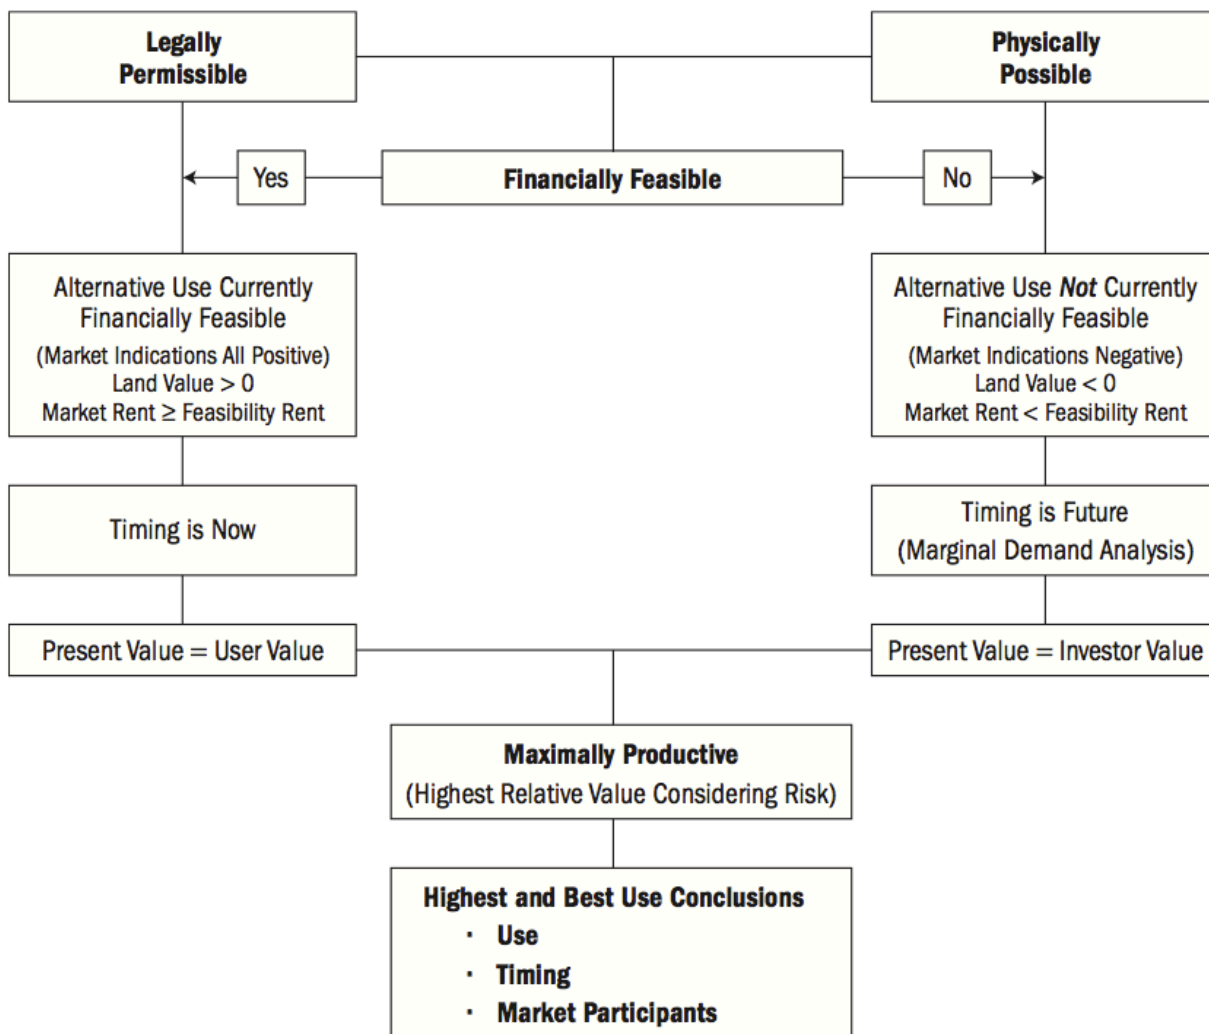 Legally
Permissible
Physically
Possible
Yes
Financially Feasible
No
Alternative Use Currently
Financially Feasible
(Market Indications All Positive)
Land Value > 0
Market Rent ≥ Feasibility Rent
Alternative Use Not Currently
Financially Feasible
(Market Indications Negative)
Land Value < 0
Market Rent < Feasibility Rent
Timing is Now
Timing is Future
(Marginal Demand Analysis)
Present Value = User Value
Present Value = Investor Value
Maximally Productive
(Highest Relative Value Considering Risk)
Highest and Best Use Conclusions
· Use
· Timing
· Market Participants